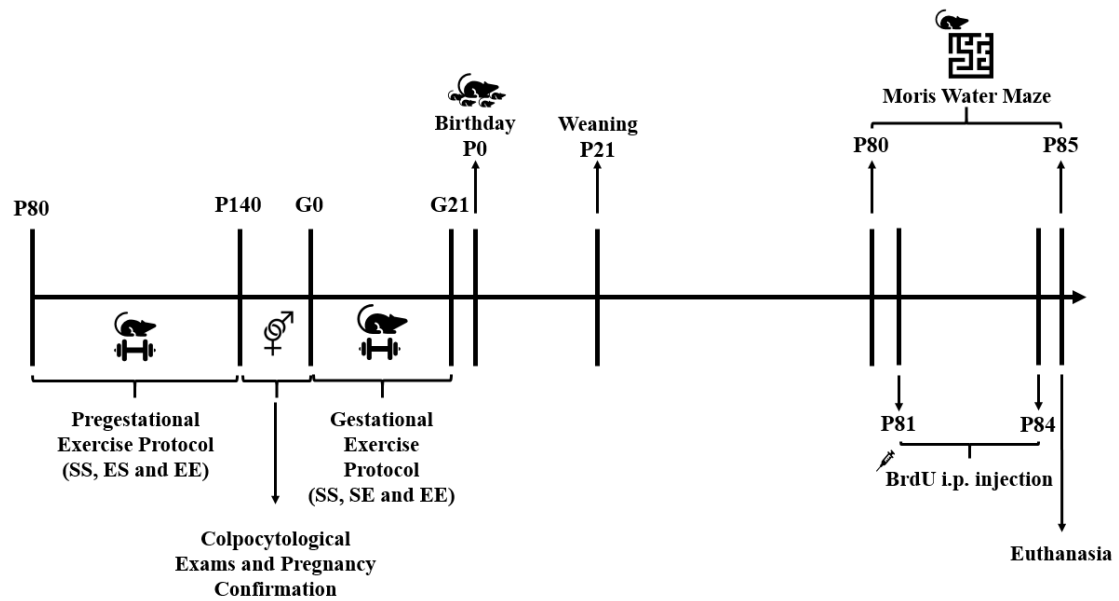 Moris Water Maze
Birthday
P0
Weaning
P21
P80
P85
P80
P140
G0
G21
Pregestational
Exercise Protocol
(SS, ES and EE)
Gestational
Exercise
Protocol
(SS, SE and EE)
P81
P84
BrdU i.p. injection
Colpocytological
Exams and Pregnancy
Confirmation
Euthanasia